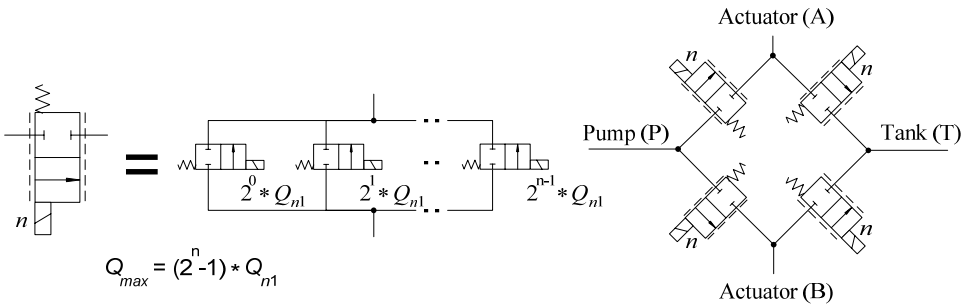 Actuator (A)
n
n
Pump (P)
Tank (T)
=
2^0 * Q_n1
2^1 * Q_n1
2^{n-1} * Q_n1
n
n
n
Q_max = (2^n-1) * Q_n1
Actuator (B)